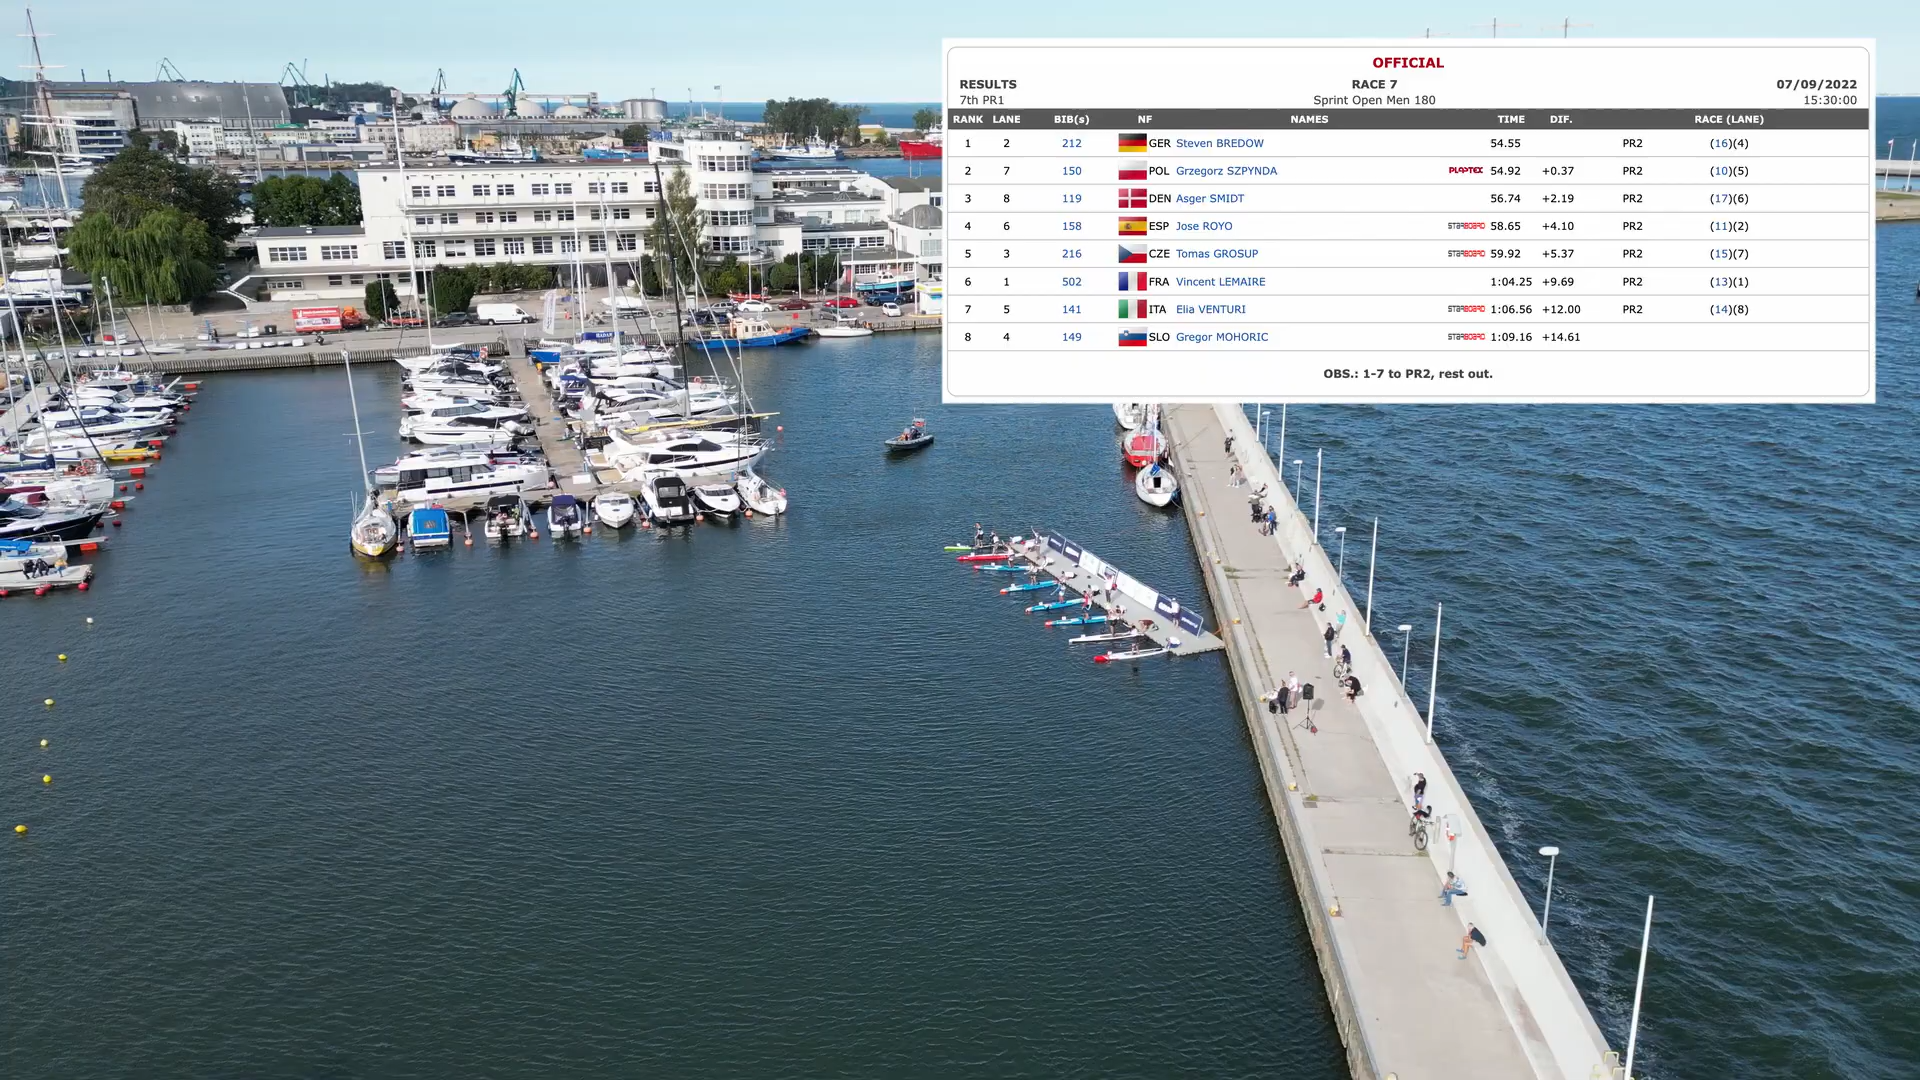 OFFICIAL
RESULTS RACE 7 07/09/2022
7th PR1 Sprint Open Men 180 15:30:00
RANK LANE BIB(s) NF NAMES TIME DIF. RACE (LANE)
1 2 212 GER Steven BREDOW 54.55 PR2 (16)(4)
2 7 150 POL Grzegorz SZPYNDA PLASTEX 54.92 +0.37 PR2 (10)(5)
3 8 119 DEN Asger SMIDT 56.74 +2.19 PR2 (17)(6)
4 6 158 ESP Jose ROYO STARBOARD 58.65 +4.10 PR2 (11)(2)
5 3 216 CZE Tomas GROSUP STARBOARD 59.92 +5.37 PR2 (15)(7)
6 1 502 FRA Vincent LEMAIRE 1:04.25 +9.69 PR2 (13)(1)
7 5 141 ITA Elia VENTURI STARBOARD 1:06.56 +12.00 PR2 (14)(8)
8 4 149 SLO Gregor MOHORIC STARBOARD 1:09.16 +14.61
OBS.: 1-7 to PR2, rest out.